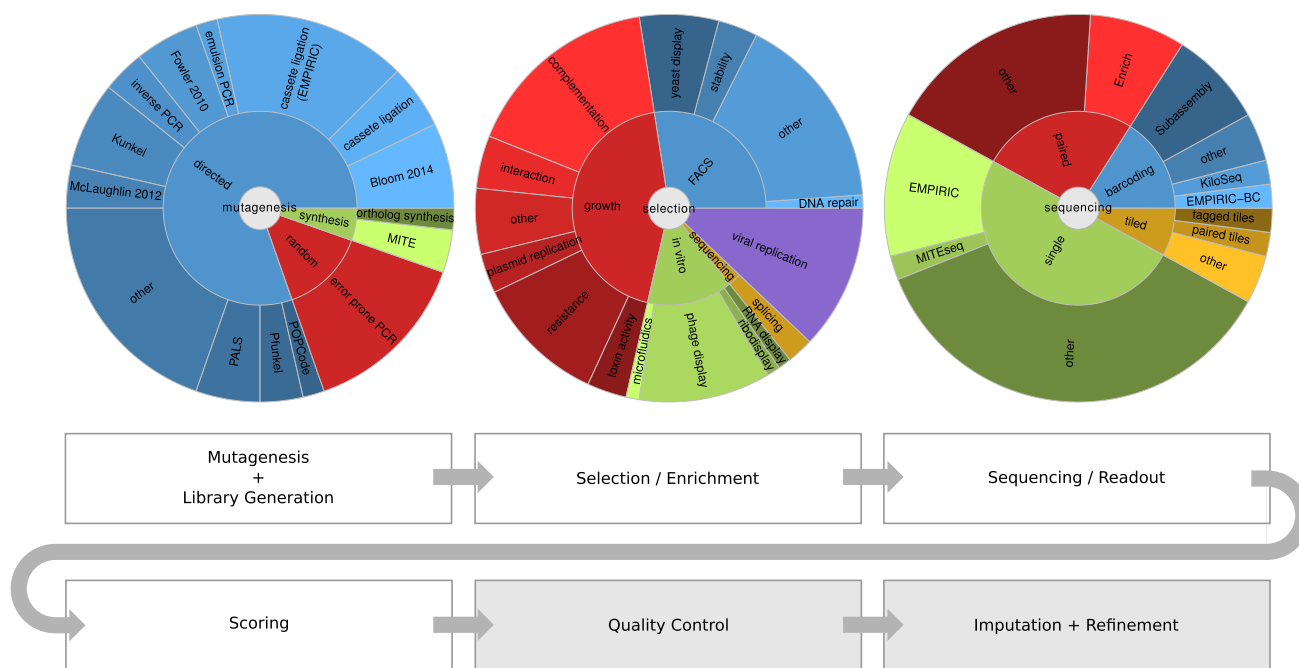 mutagenesis
directed
synthesis
random
cassete ligation
(EMPIRIC)
cassete ligation
Bloom 2014
emulsion PCR
Fowler 2010
inverse PCR
Kunkel
McLaughlin 2012
other
PALS
Pfunkel
POPCode
error prone PCR
MITE
ortholog synthesis
selection
growth
FACS
in vitro
sequencing
complementation
interaction
other
plasmid replication
resistance
toxin activity
yeast display
stability
other
DNA repair
viral replication
splicing
RNA display
ribodisplay
phage display
microfluidics
sequencing
paired
barcoding
tiled
single
other
Enrich
Subassembly
other
KiloSeq
EMPIRIC−BC
tagged tiles
paired tiles
other
EMPIRIC
MITEseq
other
Mutagenesis
+
Library Generation
Selection / Enrichment
Sequencing / Readout
Scoring
Quality Control
Imputation + Refinement